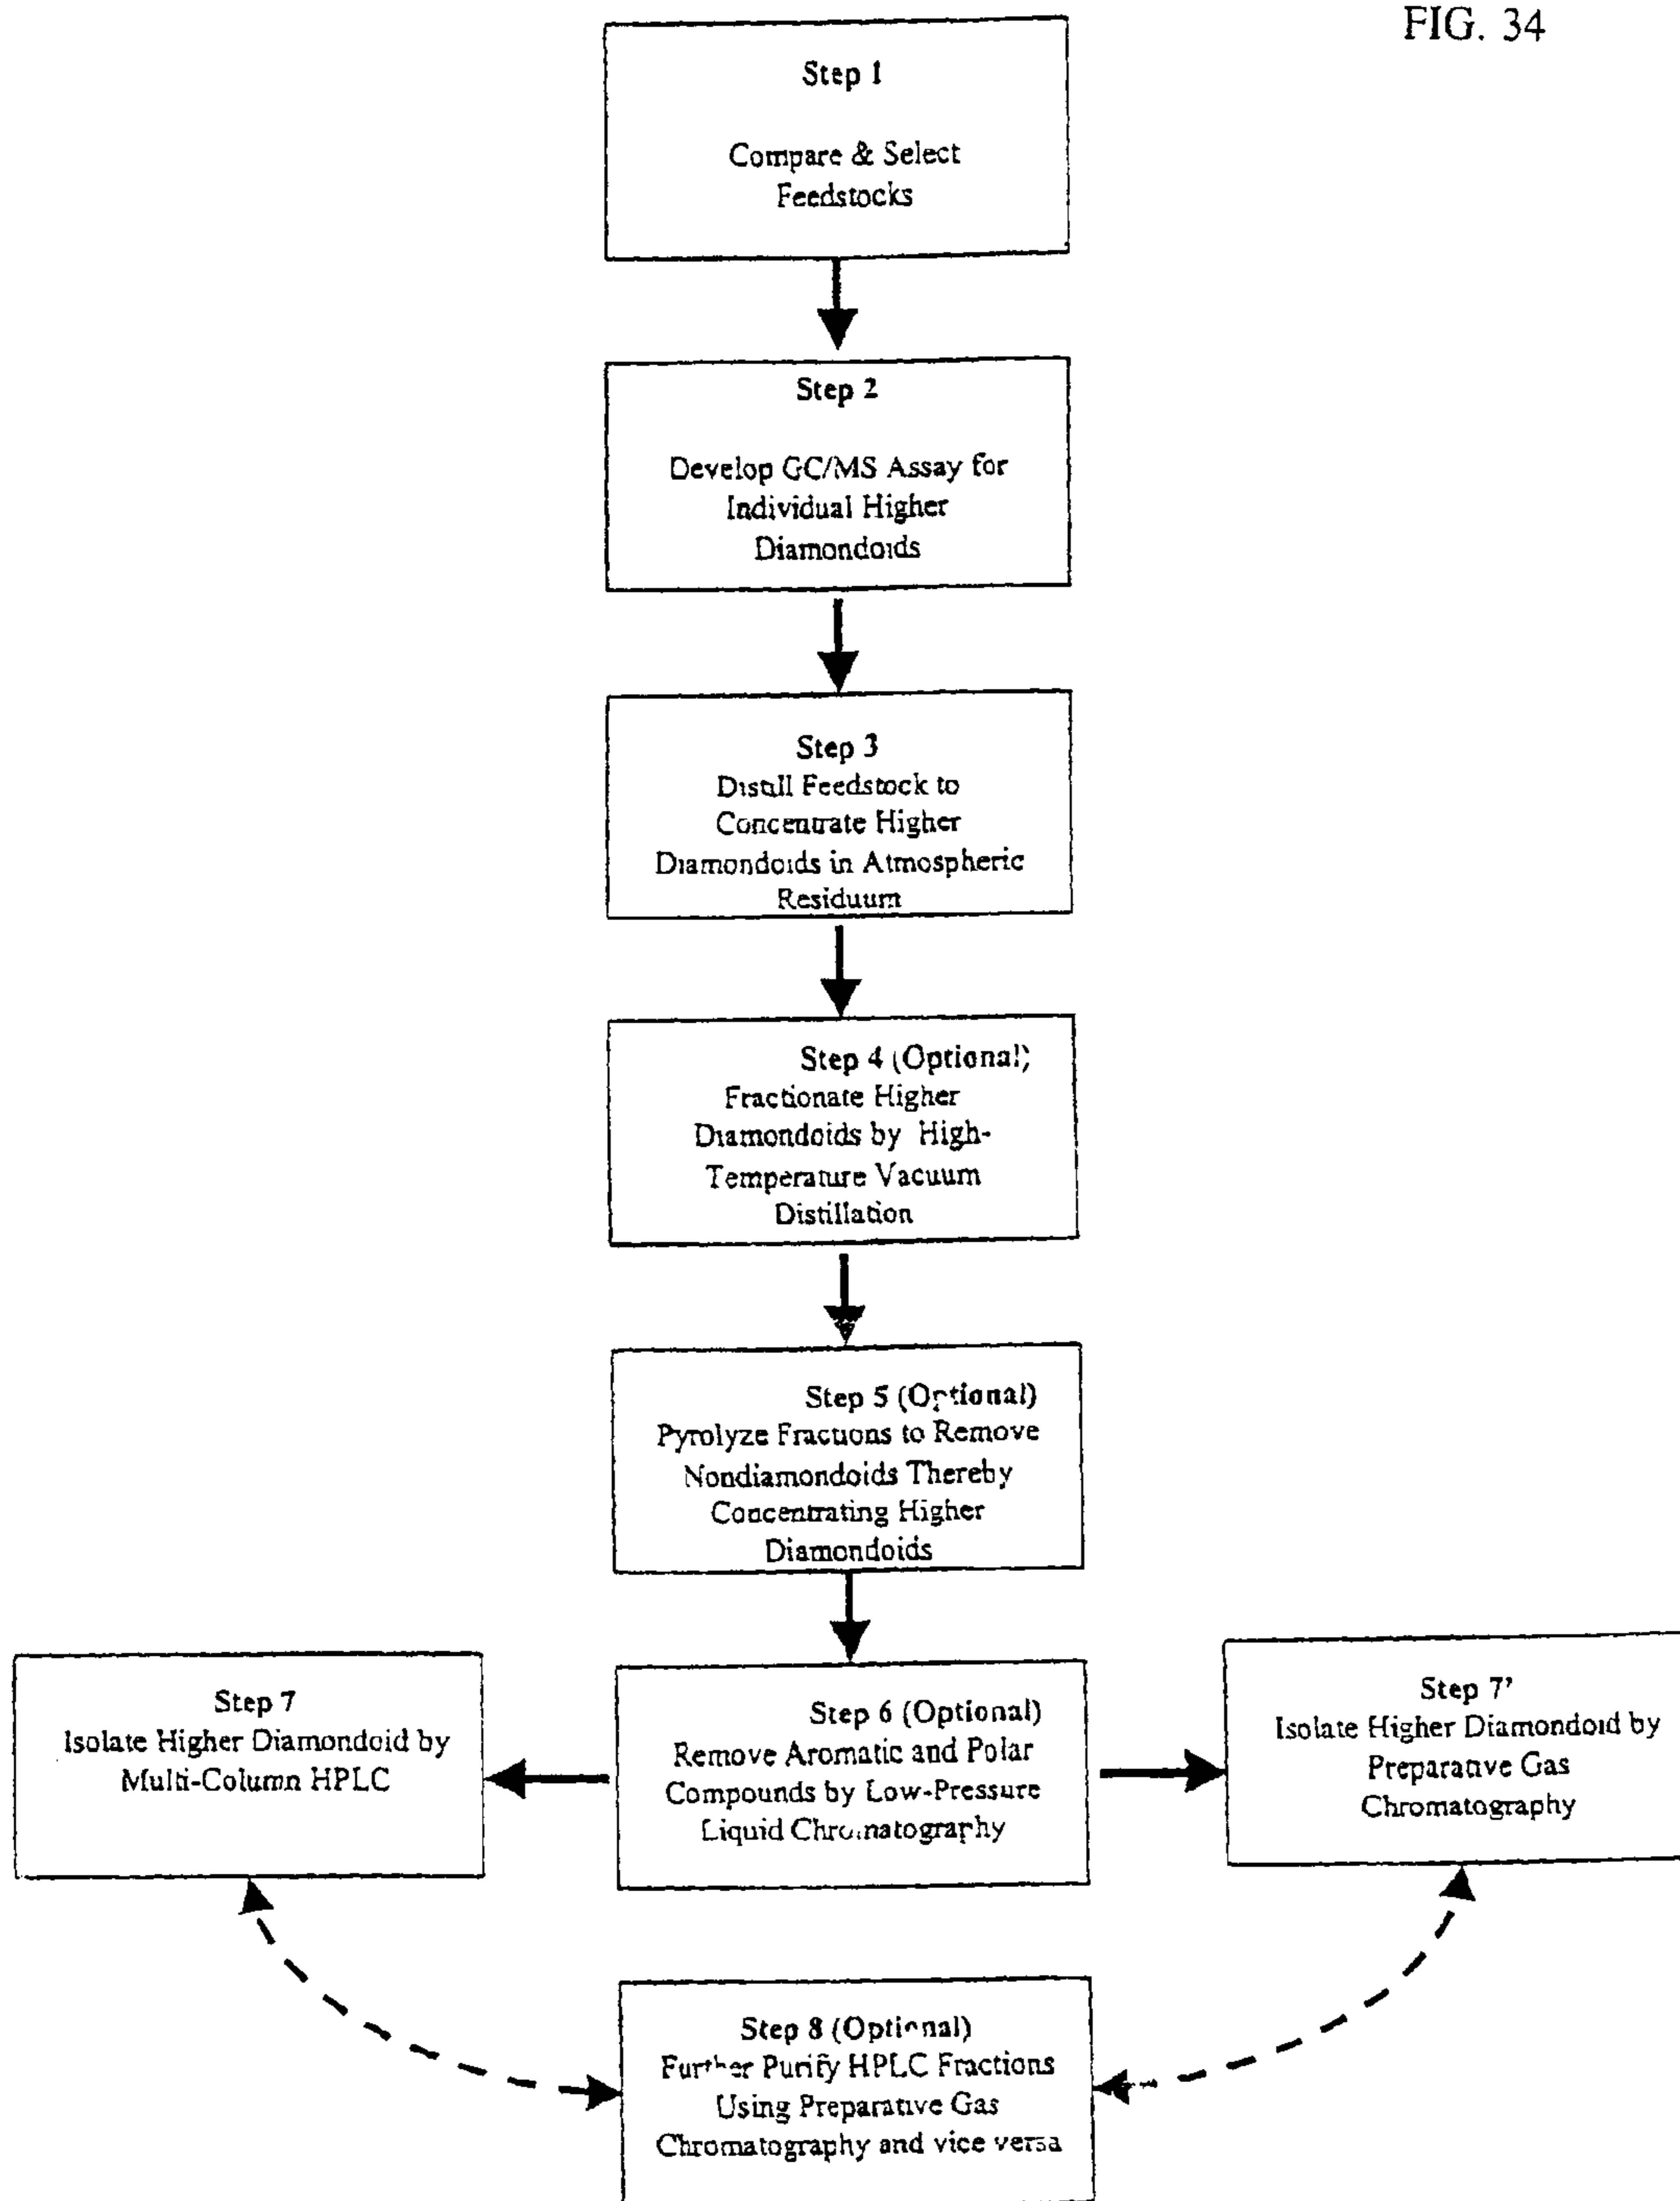 FIG. 34
Step 1
Compare & Select
Feedstocks
Step 2
Develop GC/MS Assay for
Individual Higher
Diamondoids
Step 3
Distill Feedstock to
Concentrate Higher
Diamondoids in Atmospheric
Residuum
Step 4 (Optional)
Fractionate Higher
Diamondoids by High-
Temperature Vacuum
Distillation
Step 5 (Optional)
Pyrolyze Fractions to Remove
Nondiamondoids Thereby
Concentrating Higher
Diamondoids
Step 6 (Optional)
Remove Aromatic and Polar
Compounds by Low-Pressure
Liquid Chromatography
Step 7
Isolate Higher Diamondoid by
Multi-Column HPLC
Step 7'
Isolate Higher Diamondoid by
Preparative Gas
Chromatography
Step 8 (Optional)
Further Purify HPLC Fractions
Using Preparative Gas
Chromatography and vice versa